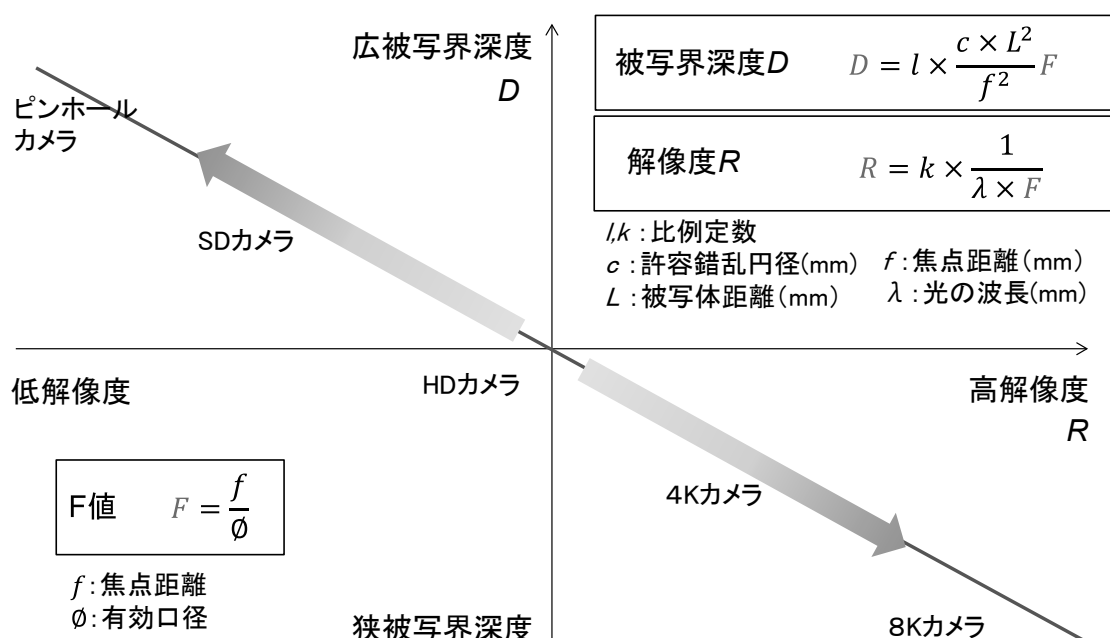 広被写界深度
D
被写界深度D D = l × (c × L²)/f² F
ピンホール
カメラ
解像度R R = k × 1/(λ × F)
SDカメラ
l,k：比例定数
c：許容錯乱円径(mm) f：焦点距離(mm)
L：被写体距離(mm) λ：光の波長(mm)
低解像度
HDカメラ
高解像度
R
4Kカメラ
F値 F = f/∅
f：焦点距離
∅：有効口径
狭被写界深度
8Kカメラ